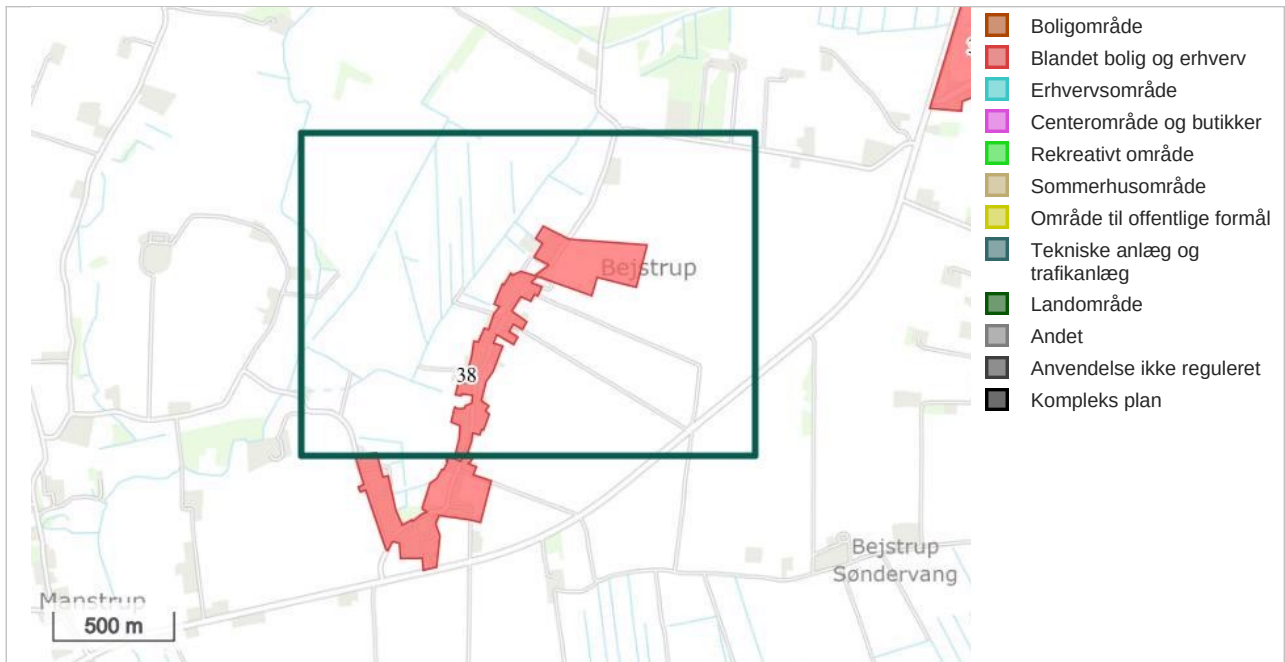 Bejstrup
38
Bejstrup
Søndervang
Manstrup
500 m
Boligområde
Blandet bolig og erhverv
Erhvervsområde
Centerområde og butikker
Rekreativt område
Sommerhusområde
Område til offentlige formål
Tekniske anlæg og
trafikanlæg
Landområde
Andet
Anvendelse ikke reguleret
Kompleks plan